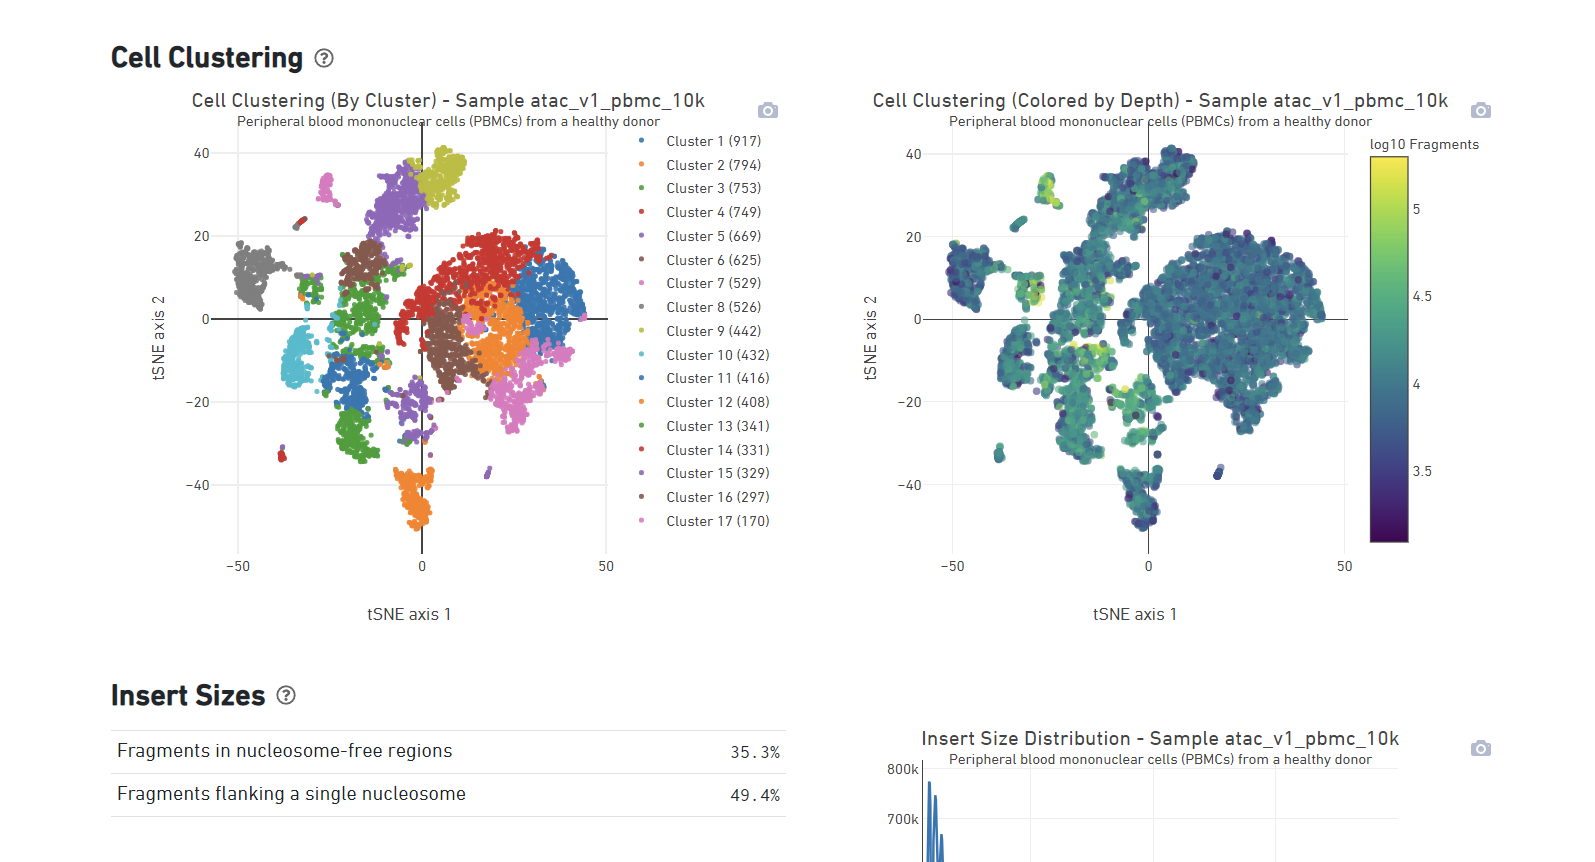 Cell Clustering ?
Cell Clustering (By Cluster) - Sample atac_v1_pbmc_10k
Peripheral blood mononuclear cells (PBMCs) from a healthy donor
40
20
0
−20
−40
−50
0
50
tSNE axis 2
tSNE axis 1
Cluster 1 (917)
Cluster 2 (794)
Cluster 3 (753)
Cluster 4 (749)
Cluster 5 (669)
Cluster 6 (625)
Cluster 7 (529)
Cluster 8 (526)
Cluster 9 (442)
Cluster 10 (432)
Cluster 11 (416)
Cluster 12 (408)
Cluster 13 (341)
Cluster 14 (331)
Cluster 15 (329)
Cluster 16 (297)
Cluster 17 (170)
Cell Clustering (Colored by Depth) - Sample atac_v1_pbmc_10k
Peripheral blood mononuclear cells (PBMCs) from a healthy donor
40
20
0
−20
−40
−50
0
50
tSNE axis 2
tSNE axis 1
log10 Fragments
5
4.5
4
3.5
Insert Sizes ?
Fragments in nucleosome-free regions 35.3%
Fragments flanking a single nucleosome 49.4%
Insert Size Distribution - Sample atac_v1_pbmc_10k
Peripheral blood mononuclear cells (PBMCs) from a healthy donor
800k
700k